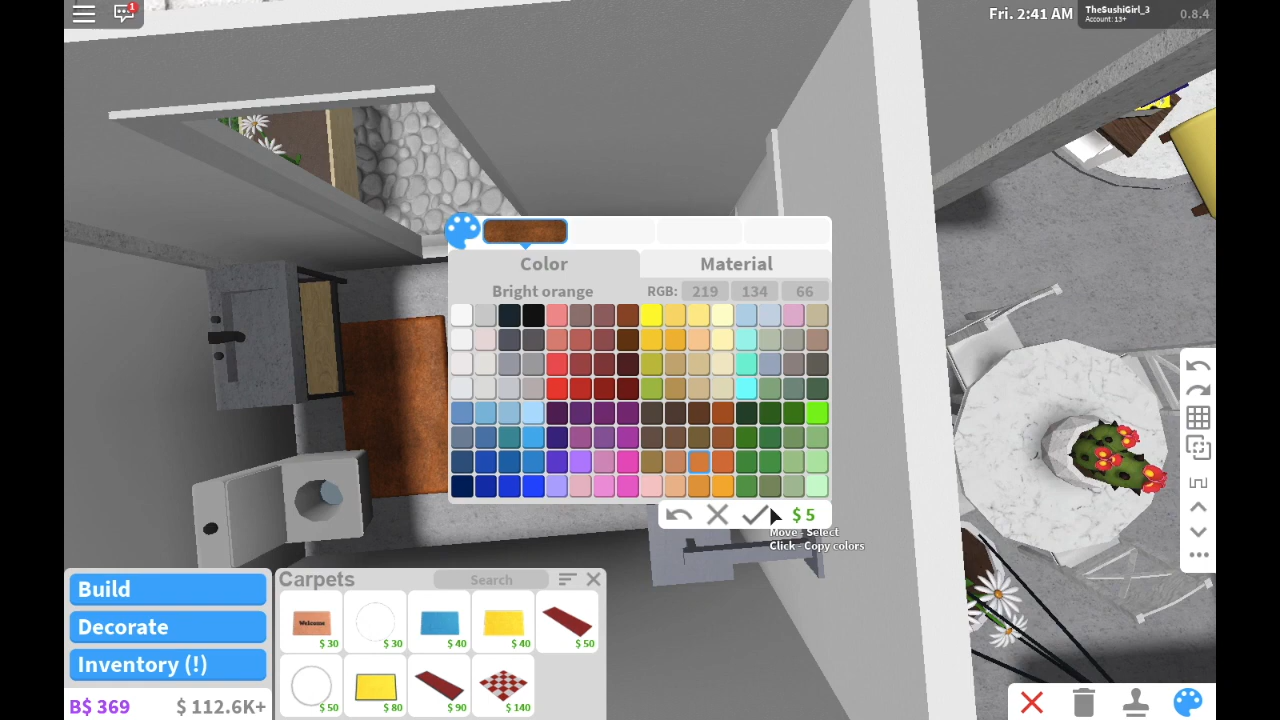 1
Fri. 2:41 AM
TheSushiGirl_3
Account: 13+
0.8.4
Color
Material
Bright orange
RGB: 219 134 66
$ 5
Move - Select
Click - Copy colors
Build
Decorate
Inventory (!)
B$ 369
$ 112.6K+
Carpets
Search
Welcome
$ 30
$ 30
$ 40
$ 40
$ 50
$ 50
$ 80
$ 90
$ 140